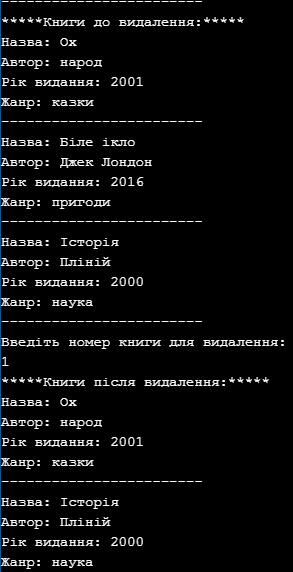 ------------------------
*****Книги до видалення:*****
Назва: Ох
Автор: народ
Рік видання: 2001
Жанр: казки
------------------------
Назва: Біле ікло
Автор: Джек Лондон
Рік видання: 2016
Жанр: пригоди
------------------------
Назва: Історія
Автор: Пліній
Рік видання: 2000
Жанр: наука
------------------------
Введіть номер книги для видалення:
1
*****Книги після видалення:*****
Назва: Ох
Автор: народ
Рік видання: 2001
Жанр: казки
------------------------
Назва: Історія
Автор: Пліній
Рік видання: 2000
Жанр: наука